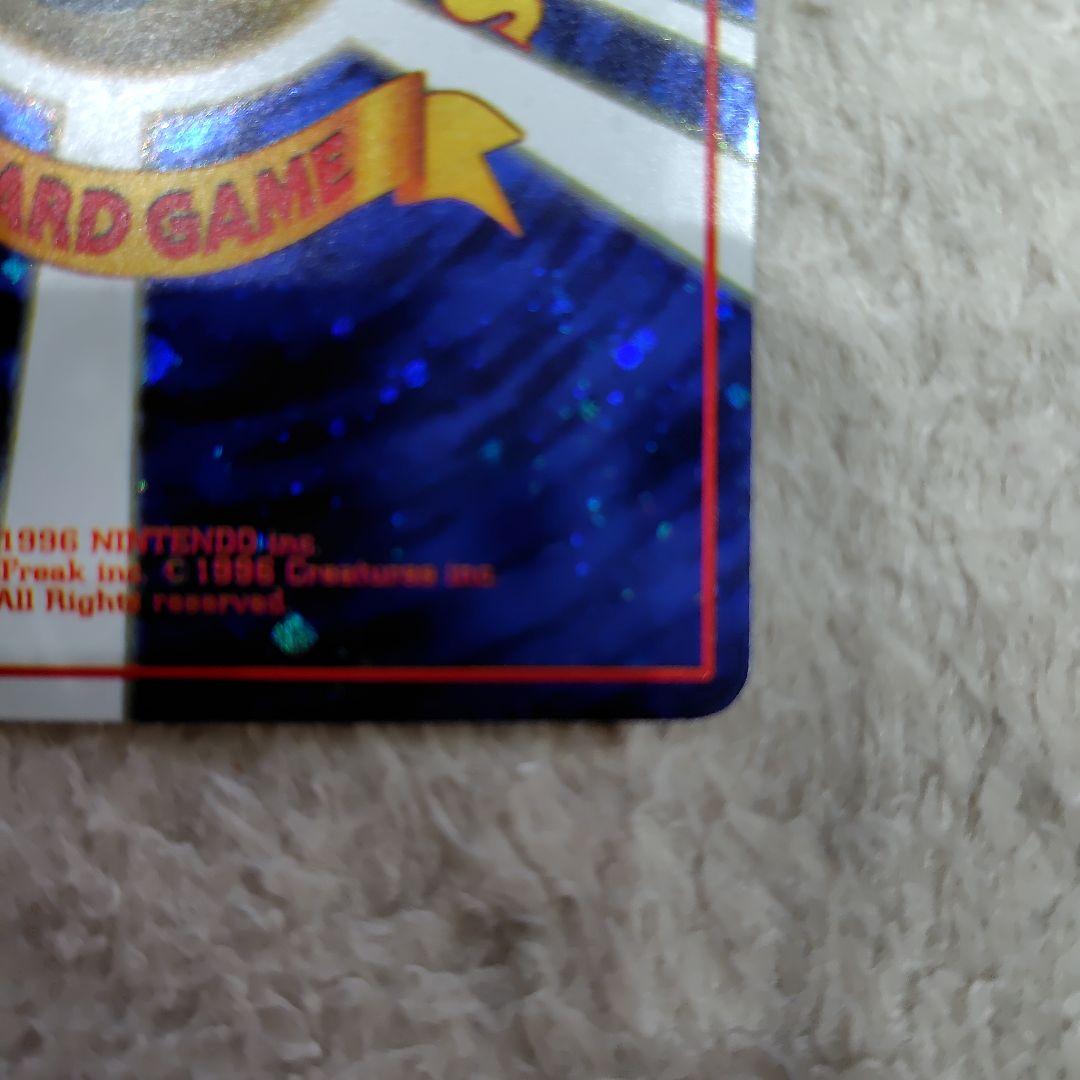 S
ARD GAME
1996 NINTENDO inc.
Freak inc. © 1996 Creatures inc.
All Rights reserved.